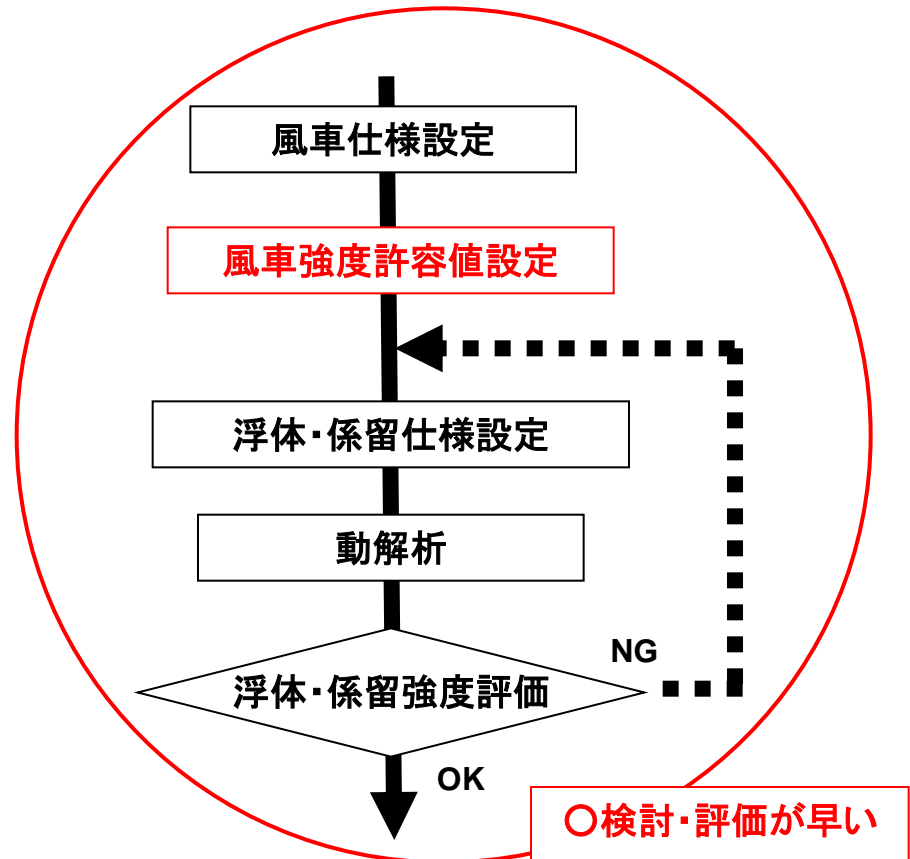 風車仕様設定
風車強度許容値設定
浮体・係留仕様設定
動解析
NG
浮体・係留強度評価
OK
〇検討・評価が早い